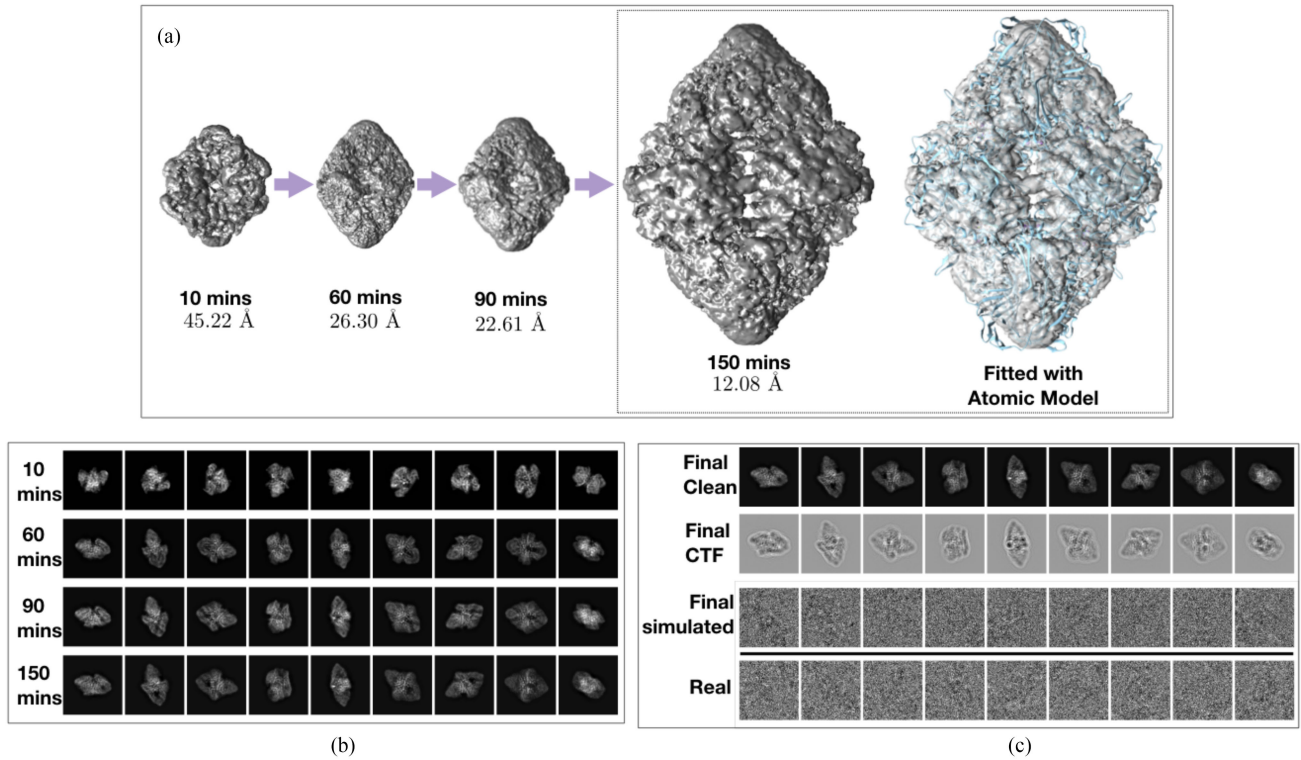 (a)
10 mins
45.22 Å
60 mins
26.30 Å
90 mins
22.61 Å
150 mins
12.08 Å
Fitted with
Atomic Model
10
mins
60
mins
90
mins
150
mins
(b)
Final
Clean
Final
CTF
Final
simulated
Real
(c)